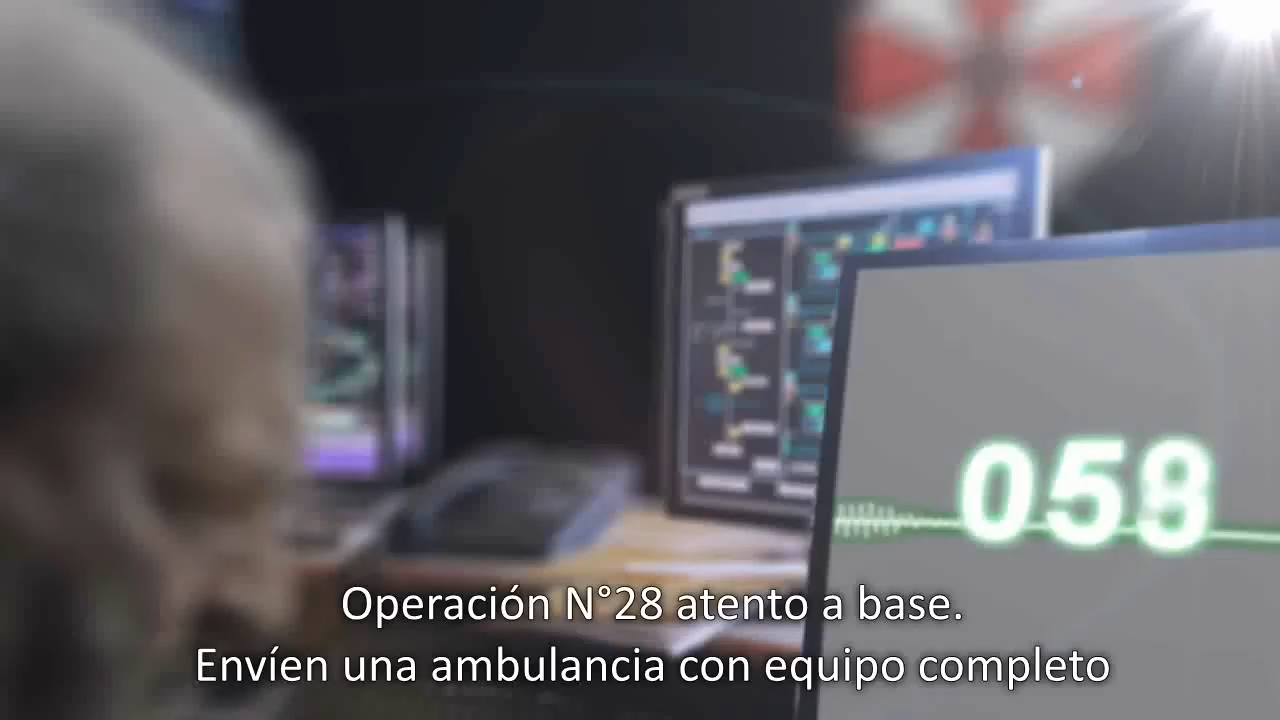 058
Operación N°28 atento a base.
Envíen una ambulancia con equipo completo